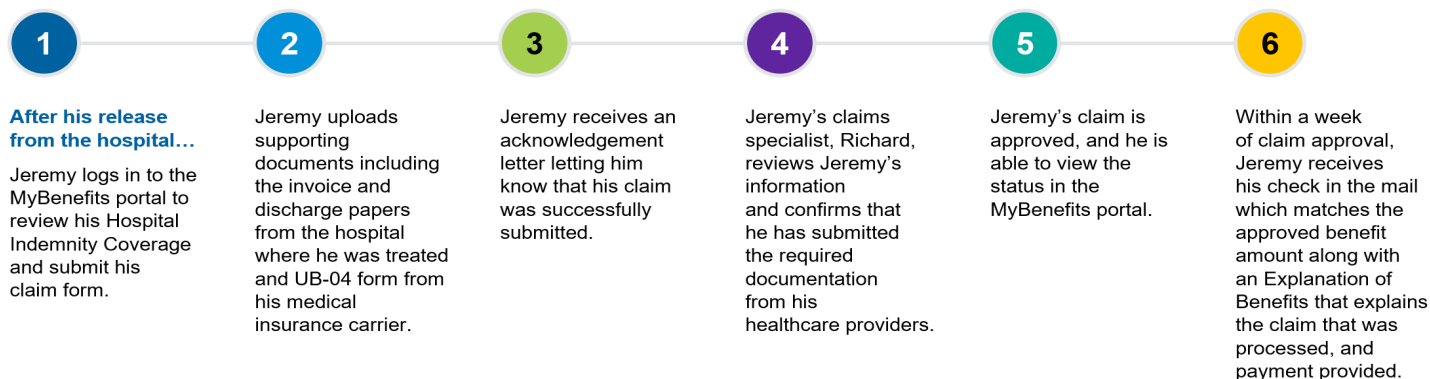 1
After his release
from the hospital…
Jeremy logs in to the
MyBenefits portal to
review his Hospital
Indemnity Coverage
and submit his
claim form.
2
Jeremy uploads
supporting
documents including
the invoice and
discharge papers
from the hospital
where he was treated
and UB-04 form from
his medical
insurance carrier.
3
Jeremy receives an
acknowledgement
letter letting him
know that his claim
was successfully
submitted.
4
Jeremy’s claims
specialist, Richard,
reviews Jeremy’s
information
and confirms that
he has submitted
the required
documentation
from his
healthcare providers.
5
Jeremy’s claim is
approved, and he is
able to view the
status in the
MyBenefits portal.
6
Within a week
of claim approval,
Jeremy receives
his check in the mail
which matches the
approved benefit
amount along with
an Explanation of
Benefits that explains
the claim that was
processed, and
payment provided.